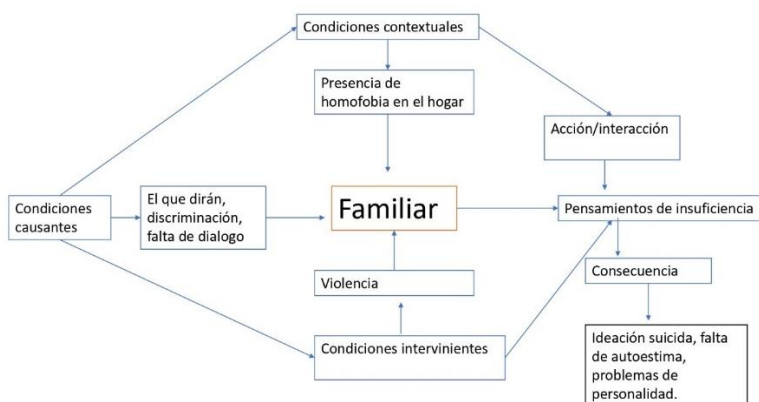 Condiciones contextuales
Presencia de
homofobia en el hogar
Acción/interacción
Condiciones
causantes
El que dirán,
discriminación,
falta de dialogo
Familiar
Pensamientos de insuficiencia
Violencia
Consecuencia
Condiciones intervinientes
Ideación suicida, falta
de autoestima,
problemas de
personalidad.